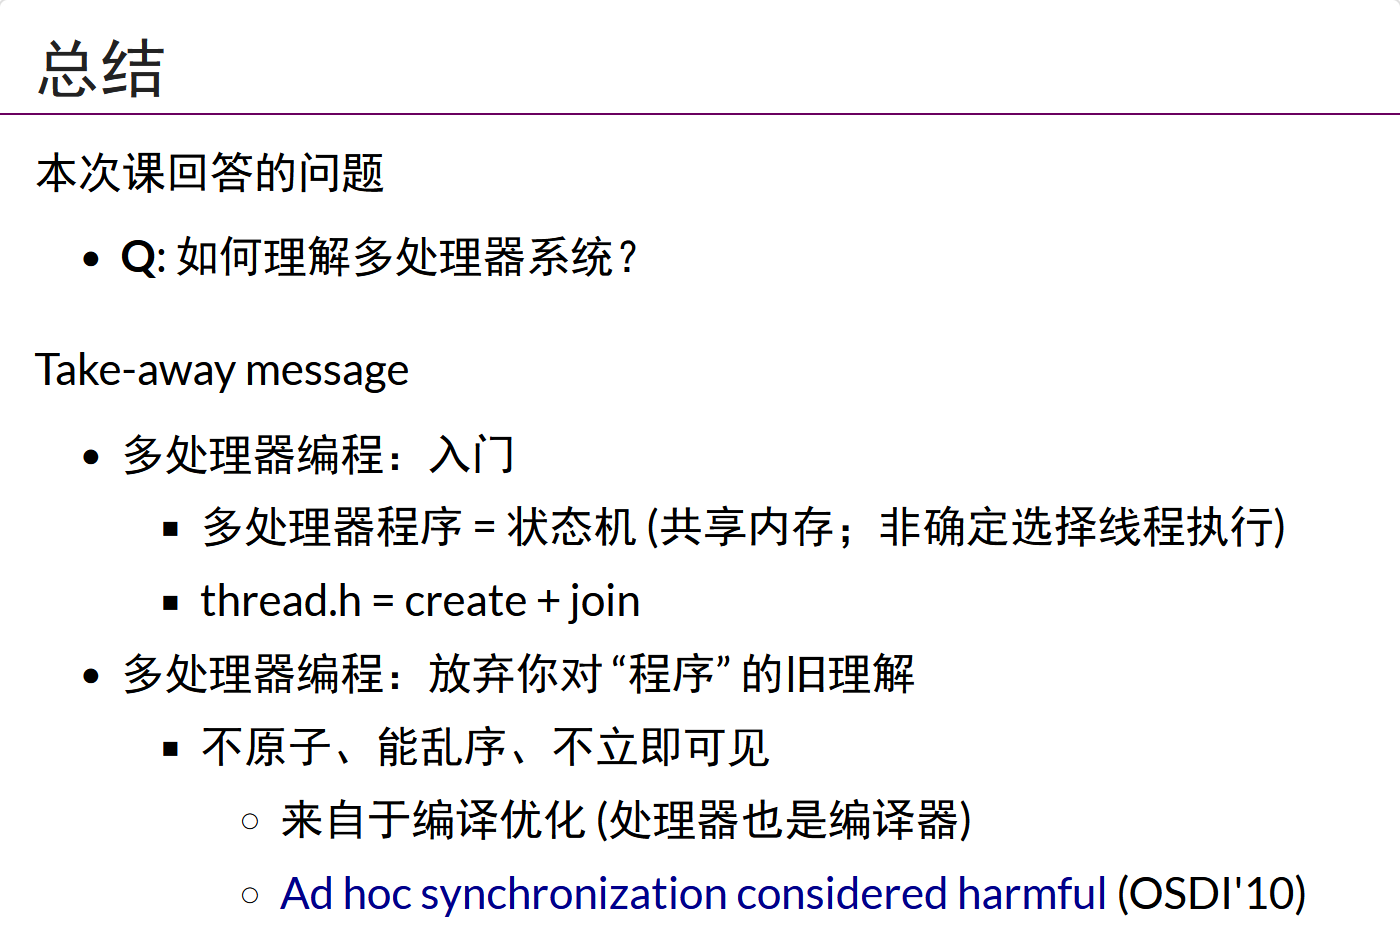 总结
本次课回答的问题
• Q: 如何理解多处理器系统？
Take-away message
• 多处理器编程：入门
▪ 多处理器程序 = 状态机 (共享内存；非确定选择线程执行)
▪ thread.h = create + join
• 多处理器编程：放弃你对 “程序” 的旧理解
▪ 不原子、能乱序、不立即可见
○ 来自于编译优化 (处理器也是编译器)
○ Ad hoc synchronization considered harmful (OSDI'10)